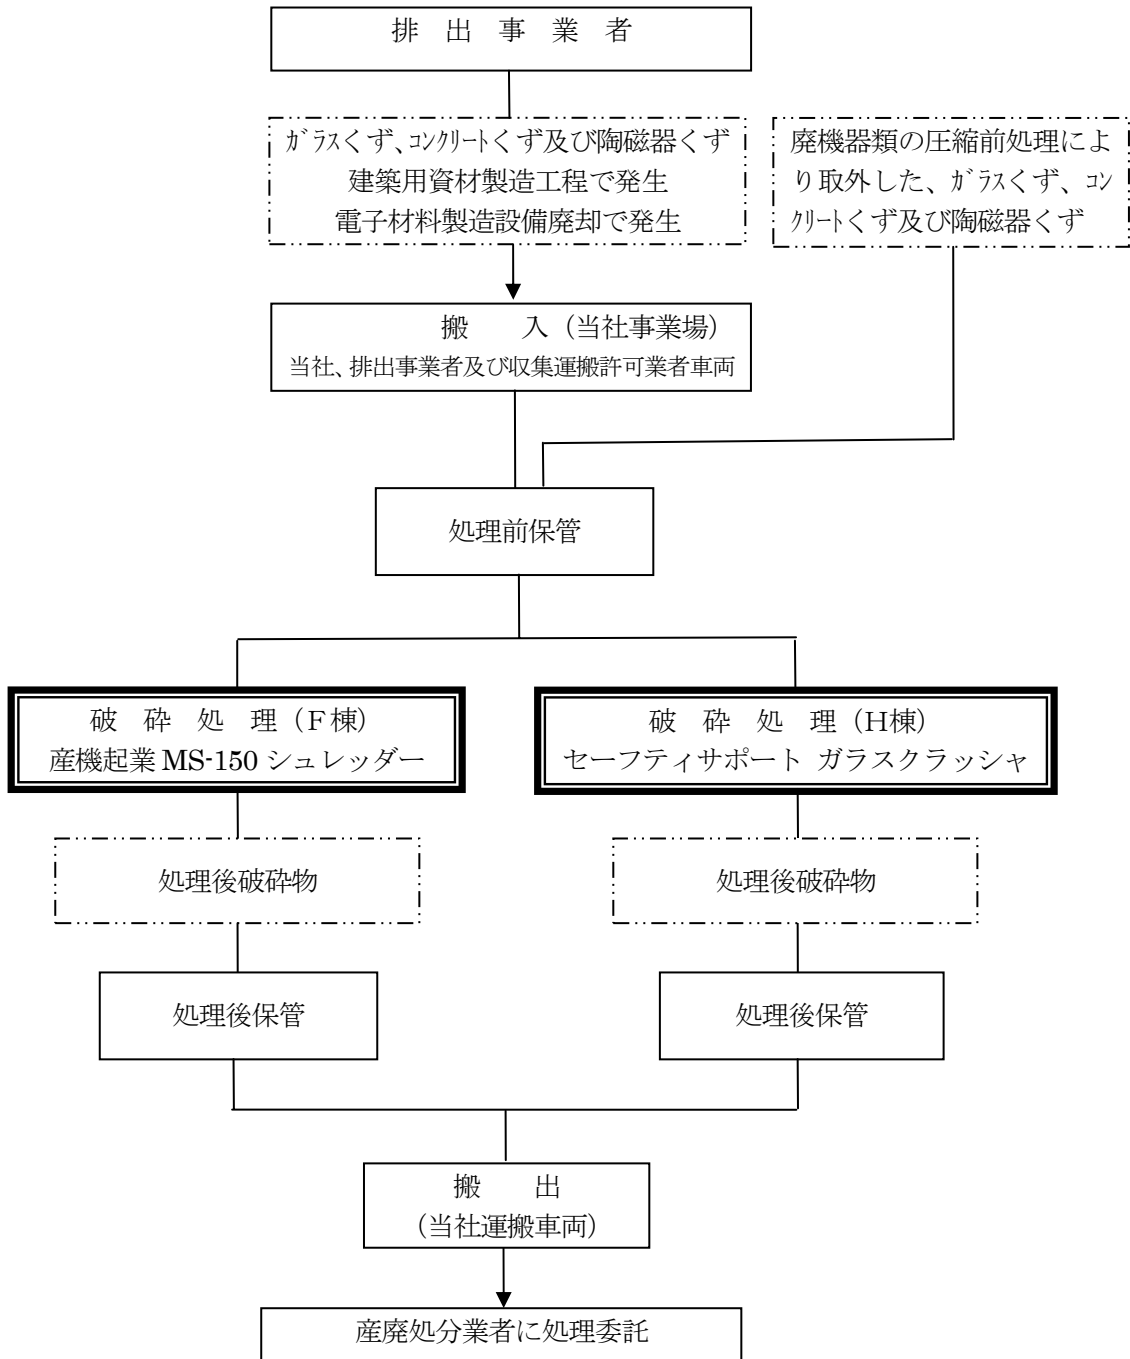 排 出 事 業 者
ｶﾞﾗｽくず､ｺﾝｸﾘｰﾄくず及び陶磁器くず
建築用資材製造工程で発生
電子材料製造設備廃却で発生
廃機器類の圧縮前処理によ
り取外した、ｶﾞﾗｽくず、ｺﾝ
ｸﾘｰﾄくず及び陶磁器くず
搬 入（当社事業場）
当社、排出事業者及び収集運搬許可業者車両
処理前保管
破 砕 処 理（Ｆ棟）
産機起業 MS-150 シュレッダー
破 砕 処 理（Ｈ棟）
セーフティサポート ガラスクラッシャ
処理後破砕物
処理後破砕物
処理後保管
処理後保管
搬 出
（当社運搬車両）
産廃処分業者に処理委託